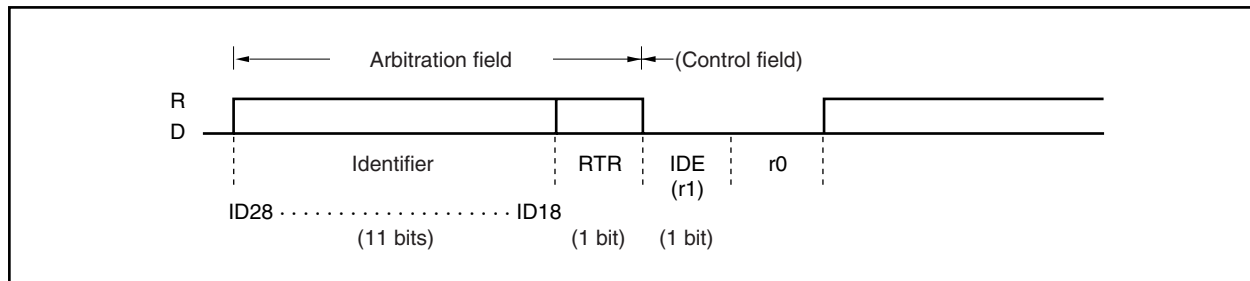 Arbitration field (Control field)
R
D
Identifier RTR IDE r0
(r1)
ID28 · · · · · · · · · · · · · · · · · · · · ID18
(11 bits) (1 bit) (1 bit)